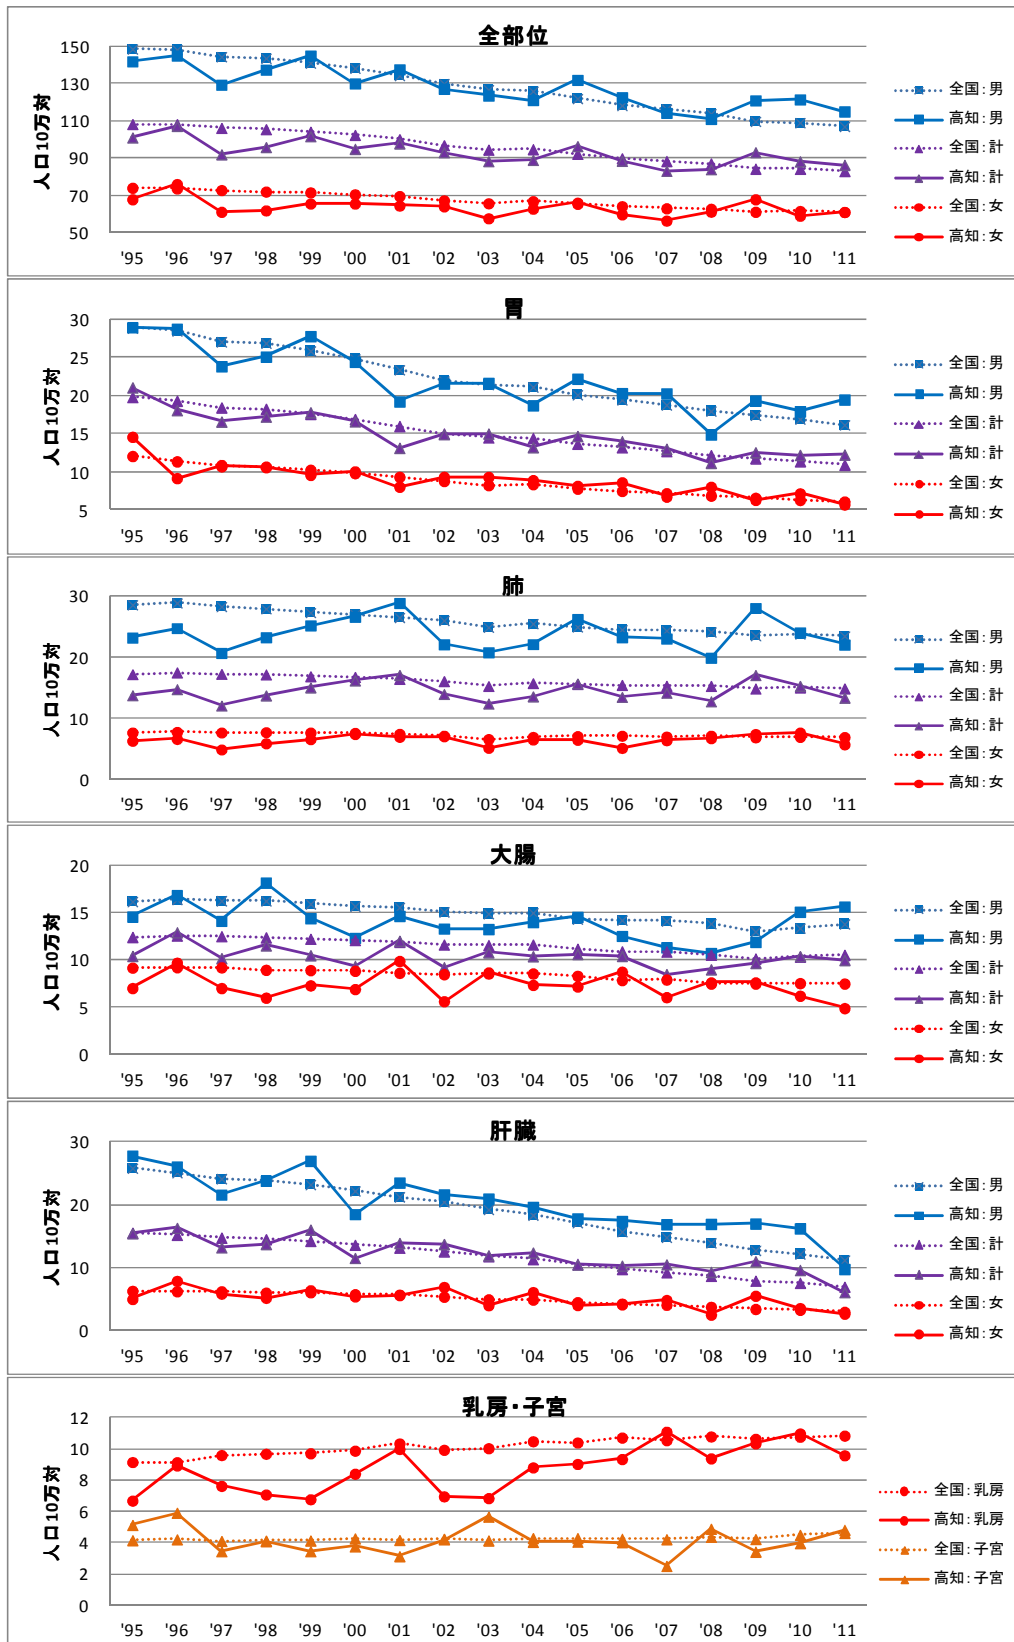 全部位
人口10万対
150
130
110
90
70
50
'95 '96 '97 '98 '99 '00 '01 '02 '03 '04 '05 '06 '07 '08 '09 '10 '11
全国：男
高知：男
全国：計
高知：計
全国：女
高知：女
胃
人口10万対
30
25
20
15
10
5
'95 '96 '97 '98 '99 '00 '01 '02 '03 '04 '05 '06 '07 '08 '09 '10 '11
全国：男
高知：男
全国：計
高知：計
全国：女
高知：女
肺
人口10万対
30
20
10
0
'95 '96 '97 '98 '99 '00 '01 '02 '03 '04 '05 '06 '07 '08 '09 '10 '11
全国：男
高知：男
全国：計
高知：計
全国：女
高知：女
大腸
人口10万対
20
15
10
5
0
'95 '96 '97 '98 '99 '00 '01 '02 '03 '04 '05 '06 '07 '08 '09 '10 '11
全国：男
高知：男
全国：計
高知：計
全国：女
高知：女
肝臓
人口10万対
30
20
10
0
'95 '96 '97 '98 '99 '00 '01 '02 '03 '04 '05 '06 '07 '08 '09 '10 '11
全国：男
高知：男
全国：計
高知：計
全国：女
高知：女
乳房・子宮
人口10万対
12
10
8
6
4
2
0
'95 '96 '97 '98 '99 '00 '01 '02 '03 '04 '05 '06 '07 '08 '09 '10 '11
全国：乳房
高知：乳房
全国：子宮
高知：子宮